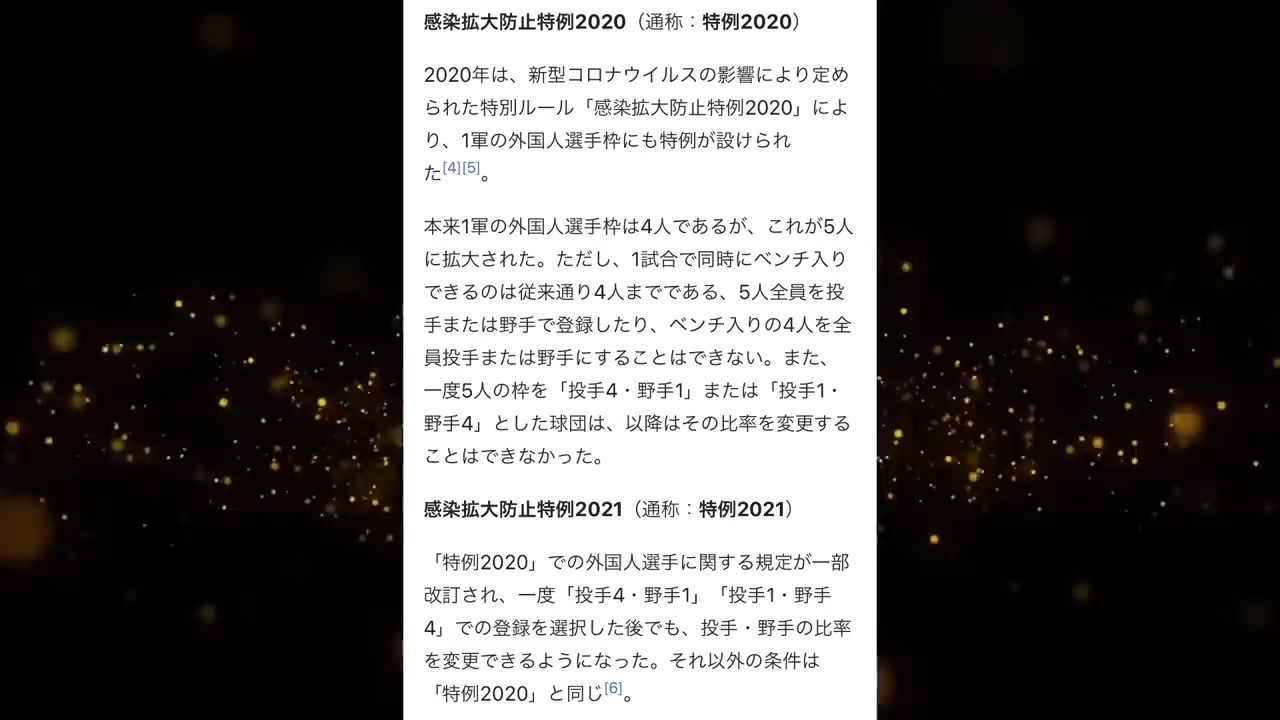 感染拡大防止特例2020（通称：特例2020）
2020年は、新型コロナウイルスの影響により定め
られた特別ルール「感染拡大防止特例2020」によ
り、1軍の外国人選手枠にも特例が設けられ
た[4][5]。
本来1軍の外国人選手枠は4人であるが、これが5人
に拡大された。ただし、1試合で同時にベンチ入り
できるのは従来通り4人までである、5人全員を投
手または野手で登録したり、ベンチ入りの4人を全
員投手または野手にすることはできない。また、
一度5人の枠を「投手4・野手1」または「投手1・
野手4」とした球団は、以降はその比率を変更する
ことはできなかった。
感染拡大防止特例2021（通称：特例2021）
「特例2020」での外国人選手に関する規定が一部
改訂され、一度「投手4・野手1」「投手1・野手
4」での登録を選択した後でも、投手・野手の比率
を変更できるようになった。それ以外の条件は
「特例2020」と同じ[6]。